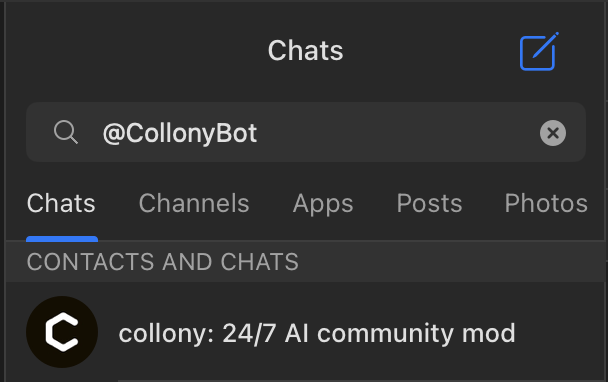 Chats
@CollonyBot
Chats Channels Apps Posts Photos
CONTACTS AND CHATS
collony: 24/7 AI community mod